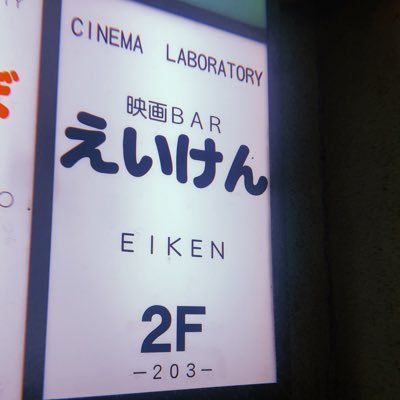 CINEMA LABORATORY
映画BAR
えいけん
EIKEN
2F
-203-